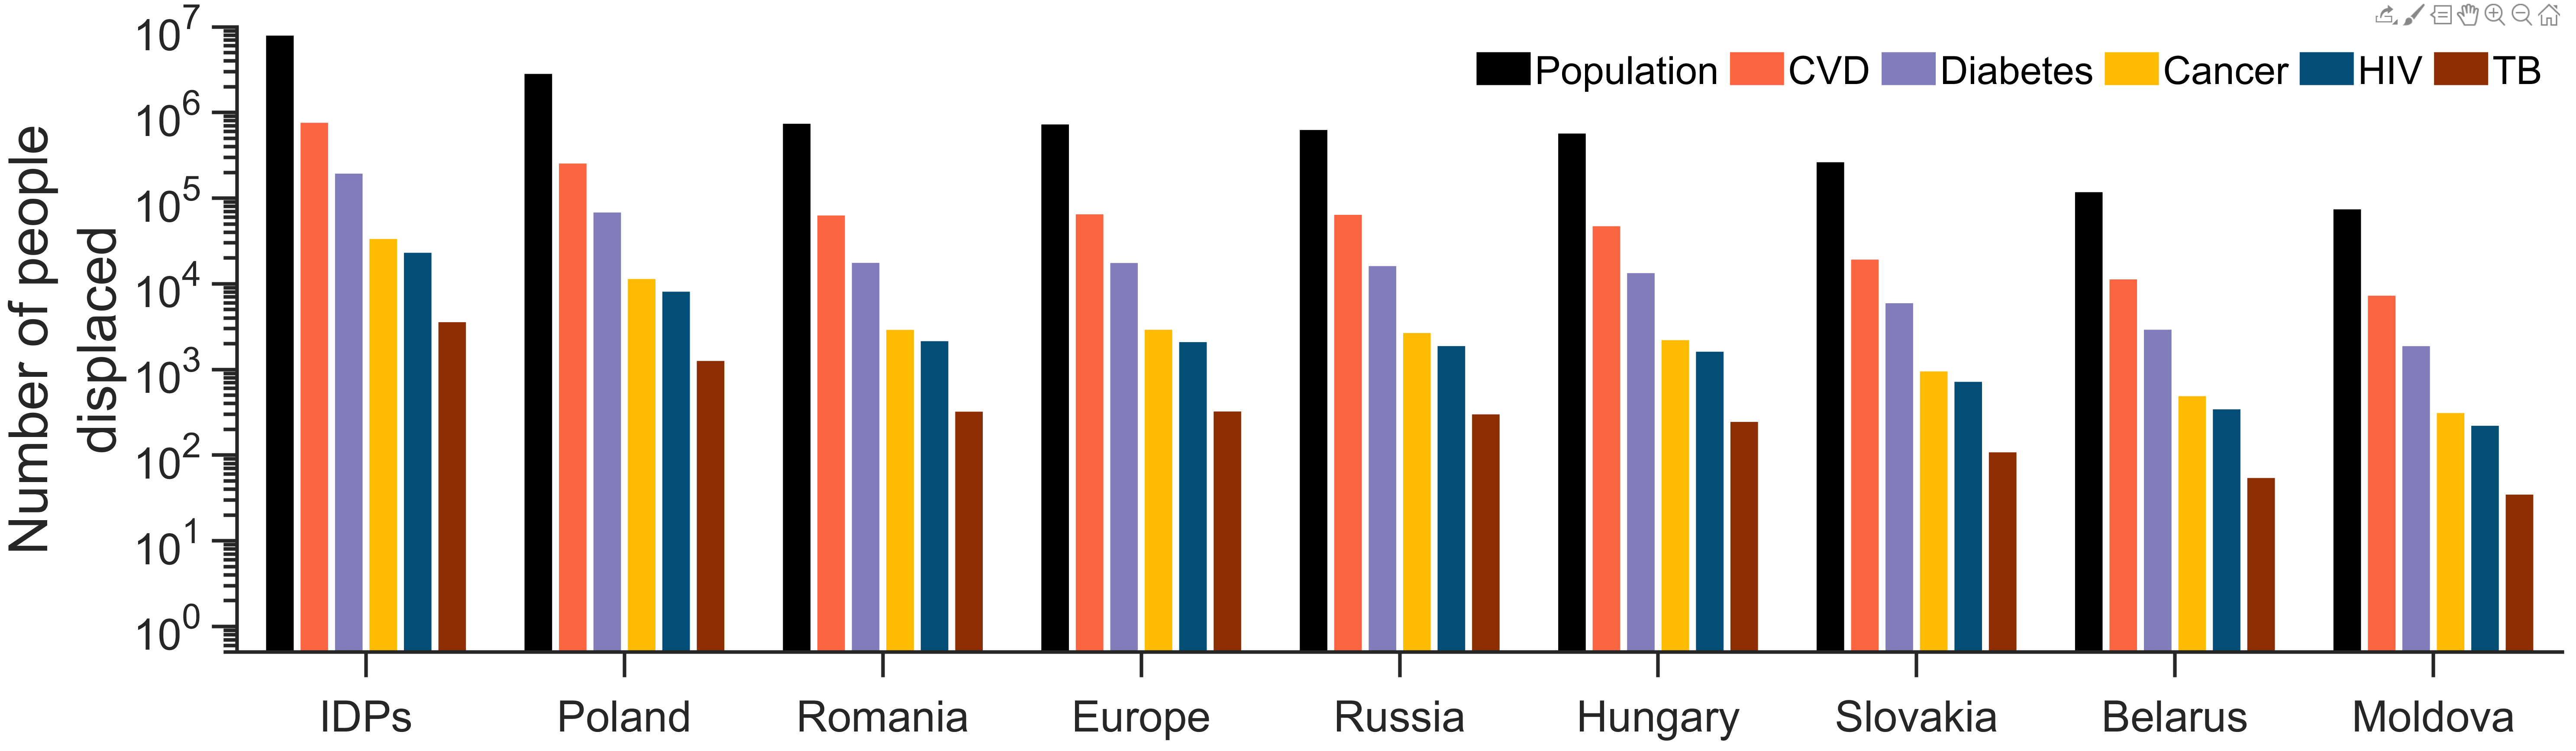 Number of people
displaced
10^7
10^6
10^5
10^4
10^3
10^2
10^1
10^0
Population CVD Diabetes Cancer HIV TB
IDPs Poland Romania Europe Russia Hungary Slovakia Belarus Moldova